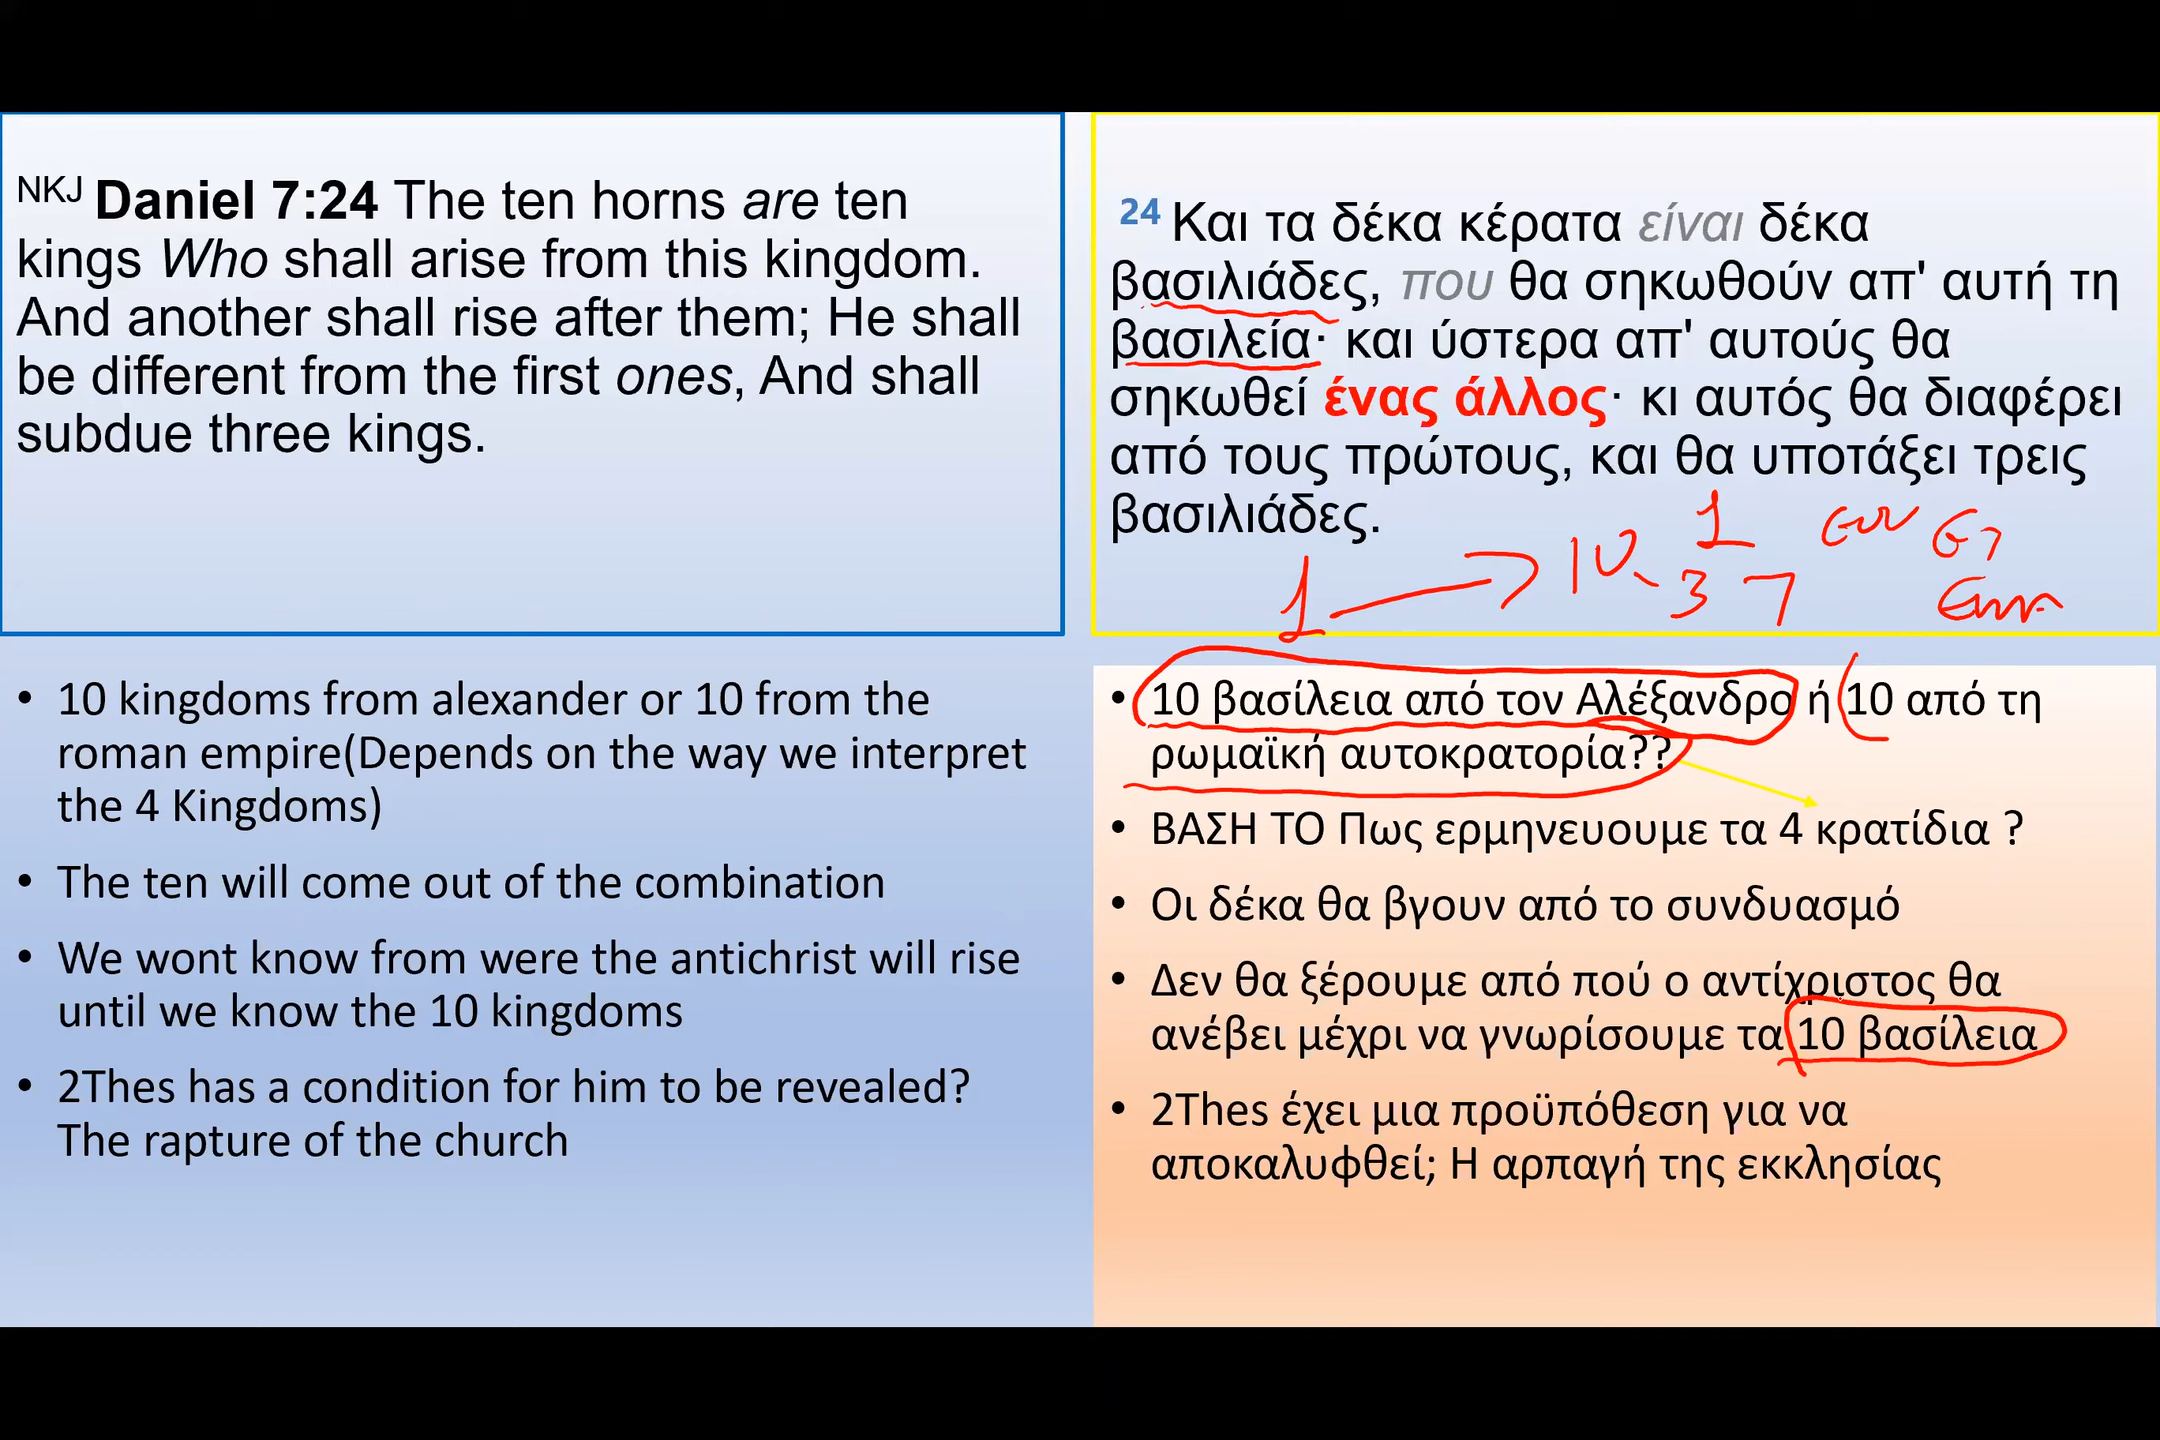 NKJ Daniel 7:24 The ten horns are ten
kings Who shall arise from this kingdom.
And another shall rise after them; He shall
be different from the first ones, And shall
subdue three kings.
24 Και τα δέκα κέρατα είναι δέκα
βασιλιάδες, που θα σηκωθούν απ' αυτή τη
βασιλεία· και ύστερα απ' αυτούς θα
σηκωθεί ένας άλλος· κι αυτός θα διαφέρει
από τους πρώτους, και θα υποτάξει τρεις
βασιλιάδες.
1
1 10
3 7
• 10 kingdoms from alexander or 10 from the
roman empire(Depends on the way we interpret
the 4 Kingdoms)
• The ten will come out of the combination
• We wont know from were the antichrist will rise
until we know the 10 kingdoms
• 2Thes has a condition for him to be revealed?
The rapture of the church
• 10 βασίλεια από τον Αλέξανδρο ή 10 από τη
ρωμαϊκή αυτοκρατορία??
• ΒΑΣΗ ΤΟ Πως ερμηνευουμε τα 4 κρατίδια ?
• Οι δέκα θα βγουν από το συνδυασμό
• Δεν θα ξέρουμε από πού ο αντίχριστος θα
ανέβει μέχρι να γνωρίσουμε τα 10 βασίλεια
• 2Thes έχει μια προϋπόθεση για να
αποκαλυφθεί; Η αρπαγή της εκκλησίας